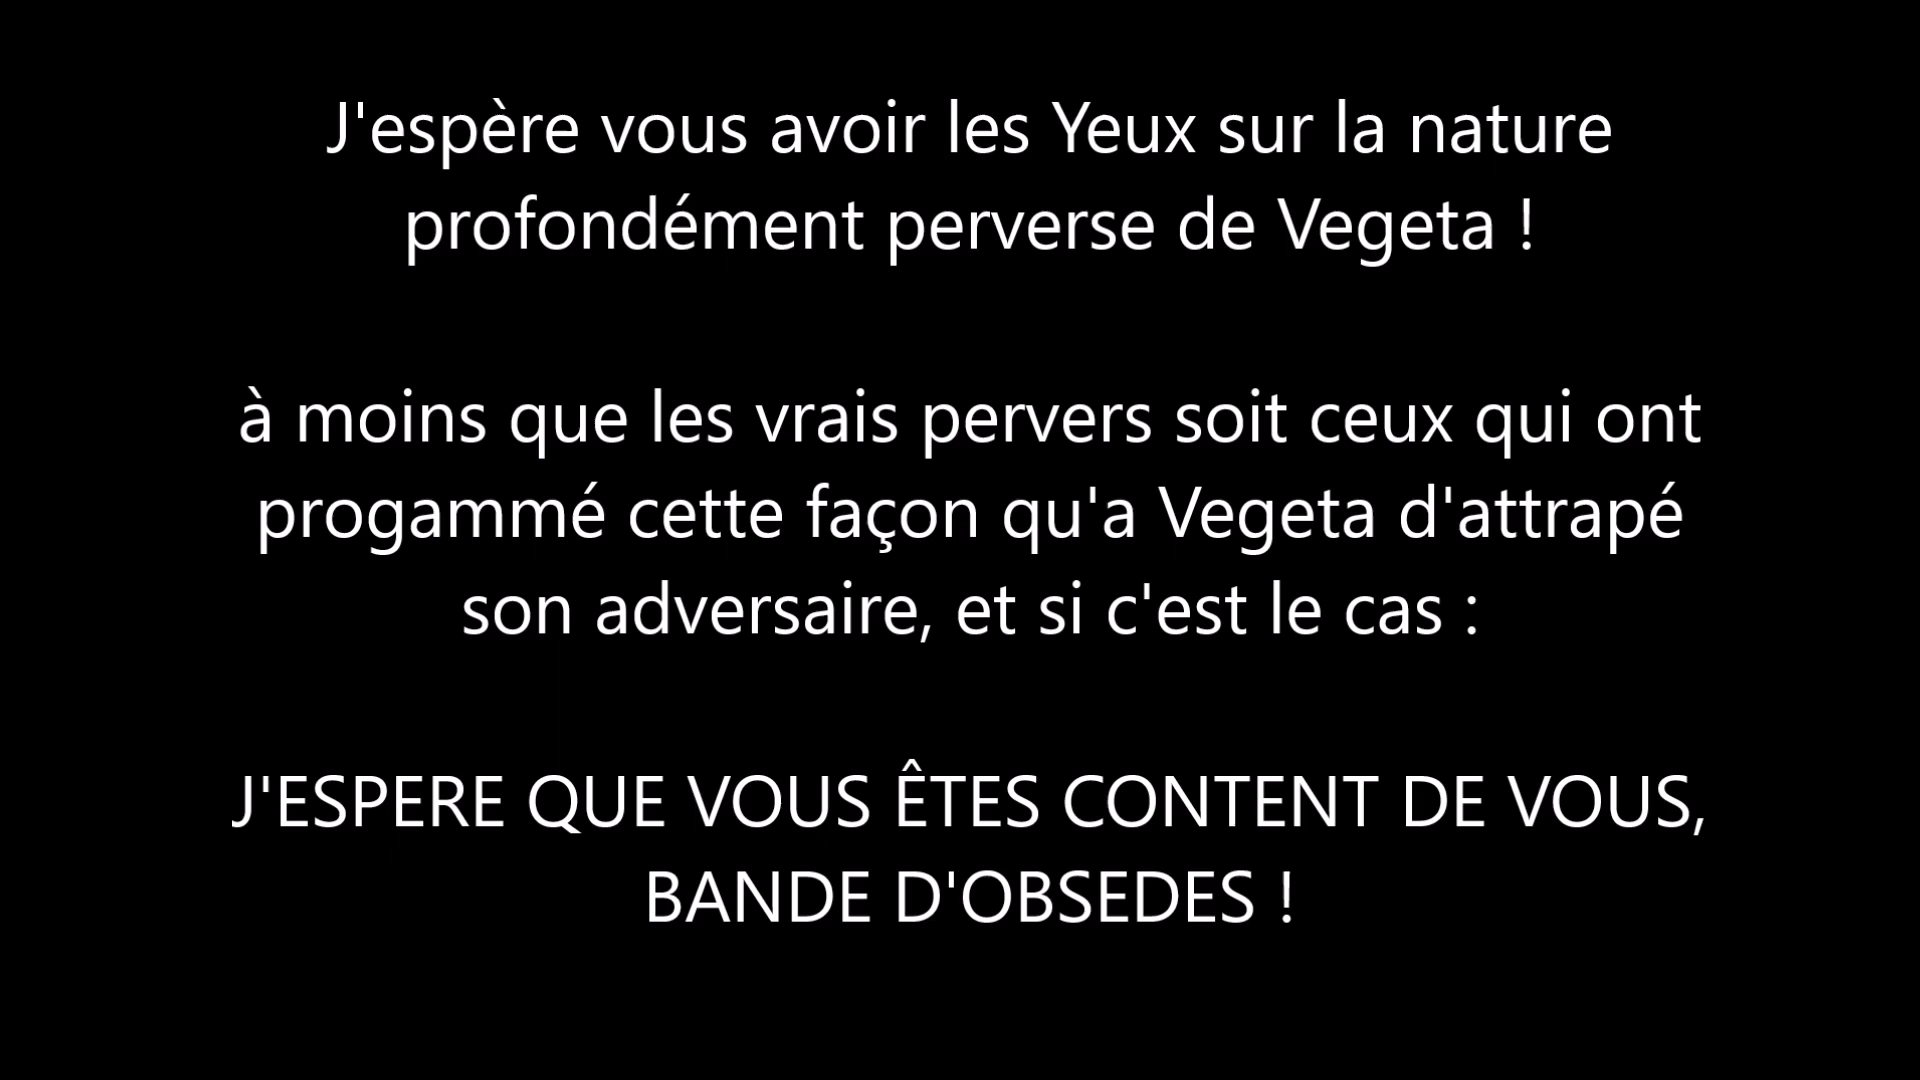 J'espère vous avoir les Yeux sur la nature
profondément perverse de Vegeta !
à moins que les vrais pervers soit ceux qui ont
progammé cette façon qu'a Vegeta d'attrapé
son adversaire, et si c'est le cas :
J'ESPERE QUE VOUS ÊTES CONTENT DE VOUS,
BANDE D'OBSEDES !